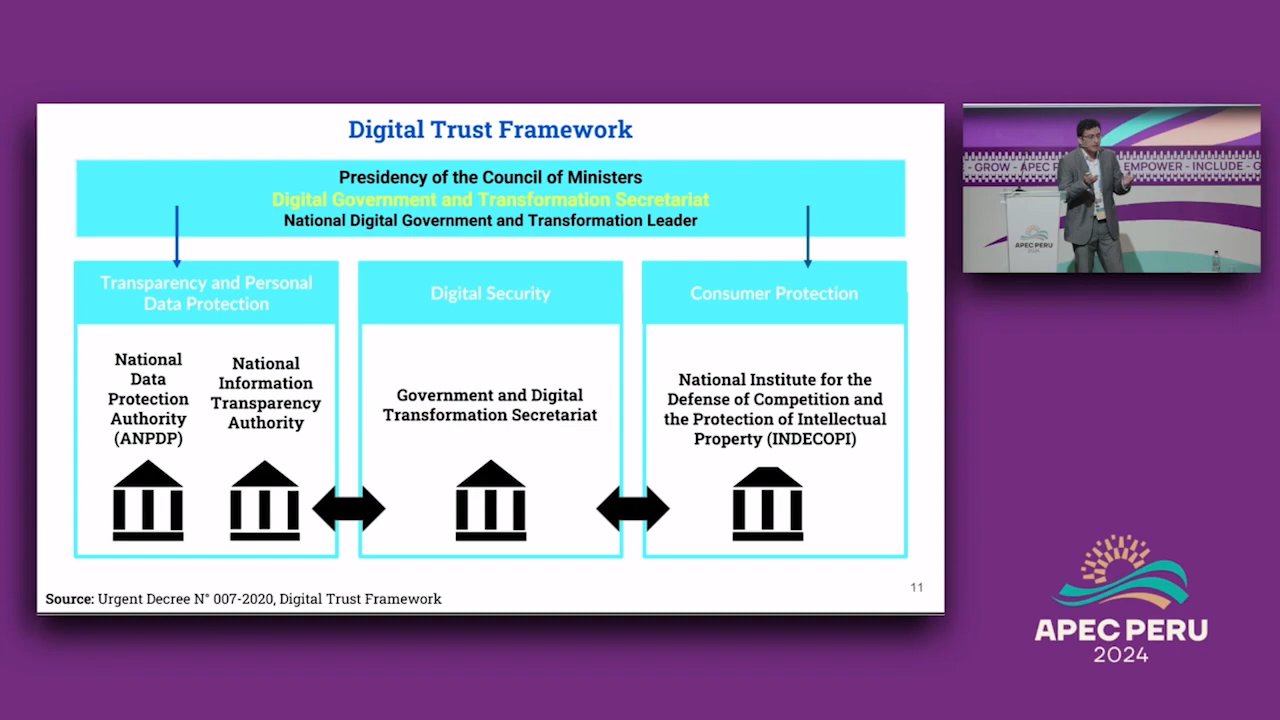 Digital Trust Framework
Presidency of the Council of Ministers
Digital Government and Transformation Secretariat
National Digital Government and Transformation Leader
Transparency and Personal
Data Protection
National
Data
Protection
Authority
(ANPDP)
National
Information
Transparency
Authority
Digital Security
Government and Digital
Transformation Secretariat
Consumer Protection
National Institute for the
Defense of Competition and
the Protection of Intellectual
Property (INDECOPI)
11
Source: Urgent Decree N° 007-2020, Digital Trust Framework
- GROW - APEC EMPOWER - INCLUDE - G
APEC PERU
2024
APEC PERU
2024